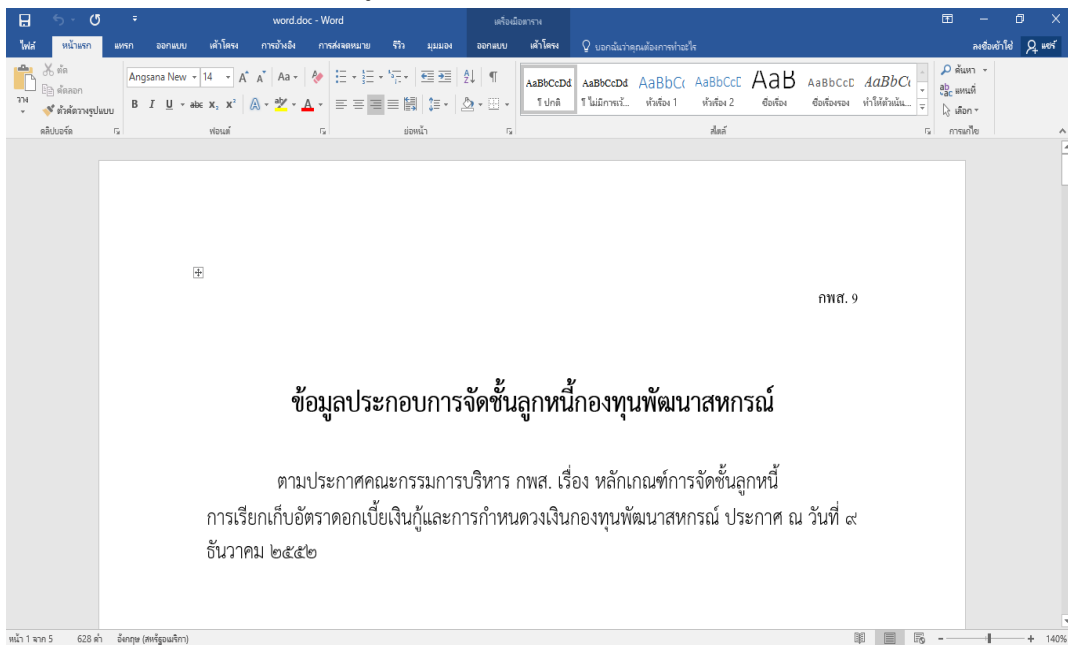 word.doc - Word
เครื่องมือตาราง
ไฟล์ หน้าแรก แทรก ออกแบบ เค้าโครง การอ้างอิง การส่งจดหมาย รีวิว มุมมอง ออกแบบ เค้าโครง บอกฉันว่าคุณต้องการทำอะไร ลงชื่อเข้าใช้ แชร์
วาง
ตัด
คัดลอก
ตัวคัดวางรูปแบบ
คลิปบอร์ด
Angsana New 14
ฟอนต์
ย่อหน้า
AaBbCcDd AaBbCcDd AaBbCc AaBbCcC AaB AaBbCcC AaBbCc
¶ ปกติ ¶ ไม่มีการเว้... หัวเรื่อง 1 หัวเรื่อง 2 ชื่อเรื่อง ชื่อเรื่องรอง ทำให้ตัวเน้น...
สไตล์
ค้นหา
แทนที่
เลือก
การแก้ไข
กพส. 9
ข้อมูลประกอบการจัดชั้นลูกหนี้กองทุนพัฒนาสหกรณ์
ตามประกาศคณะกรรมการบริหาร กพส. เรื่อง หลักเกณฑ์การจัดชั้นลูกหนี้
การเรียกเก็บอัตราดอกเบี้ยเงินกู้และการกำหนดวงเงินกองทุนพัฒนาสหกรณ์ ประกาศ ณ วันที่ ๙
ธันวาคม ๒๕๕๒
หน้า 1 จาก 5 628 คำ อังกฤษ (สหรัฐอเมริกา) 140%